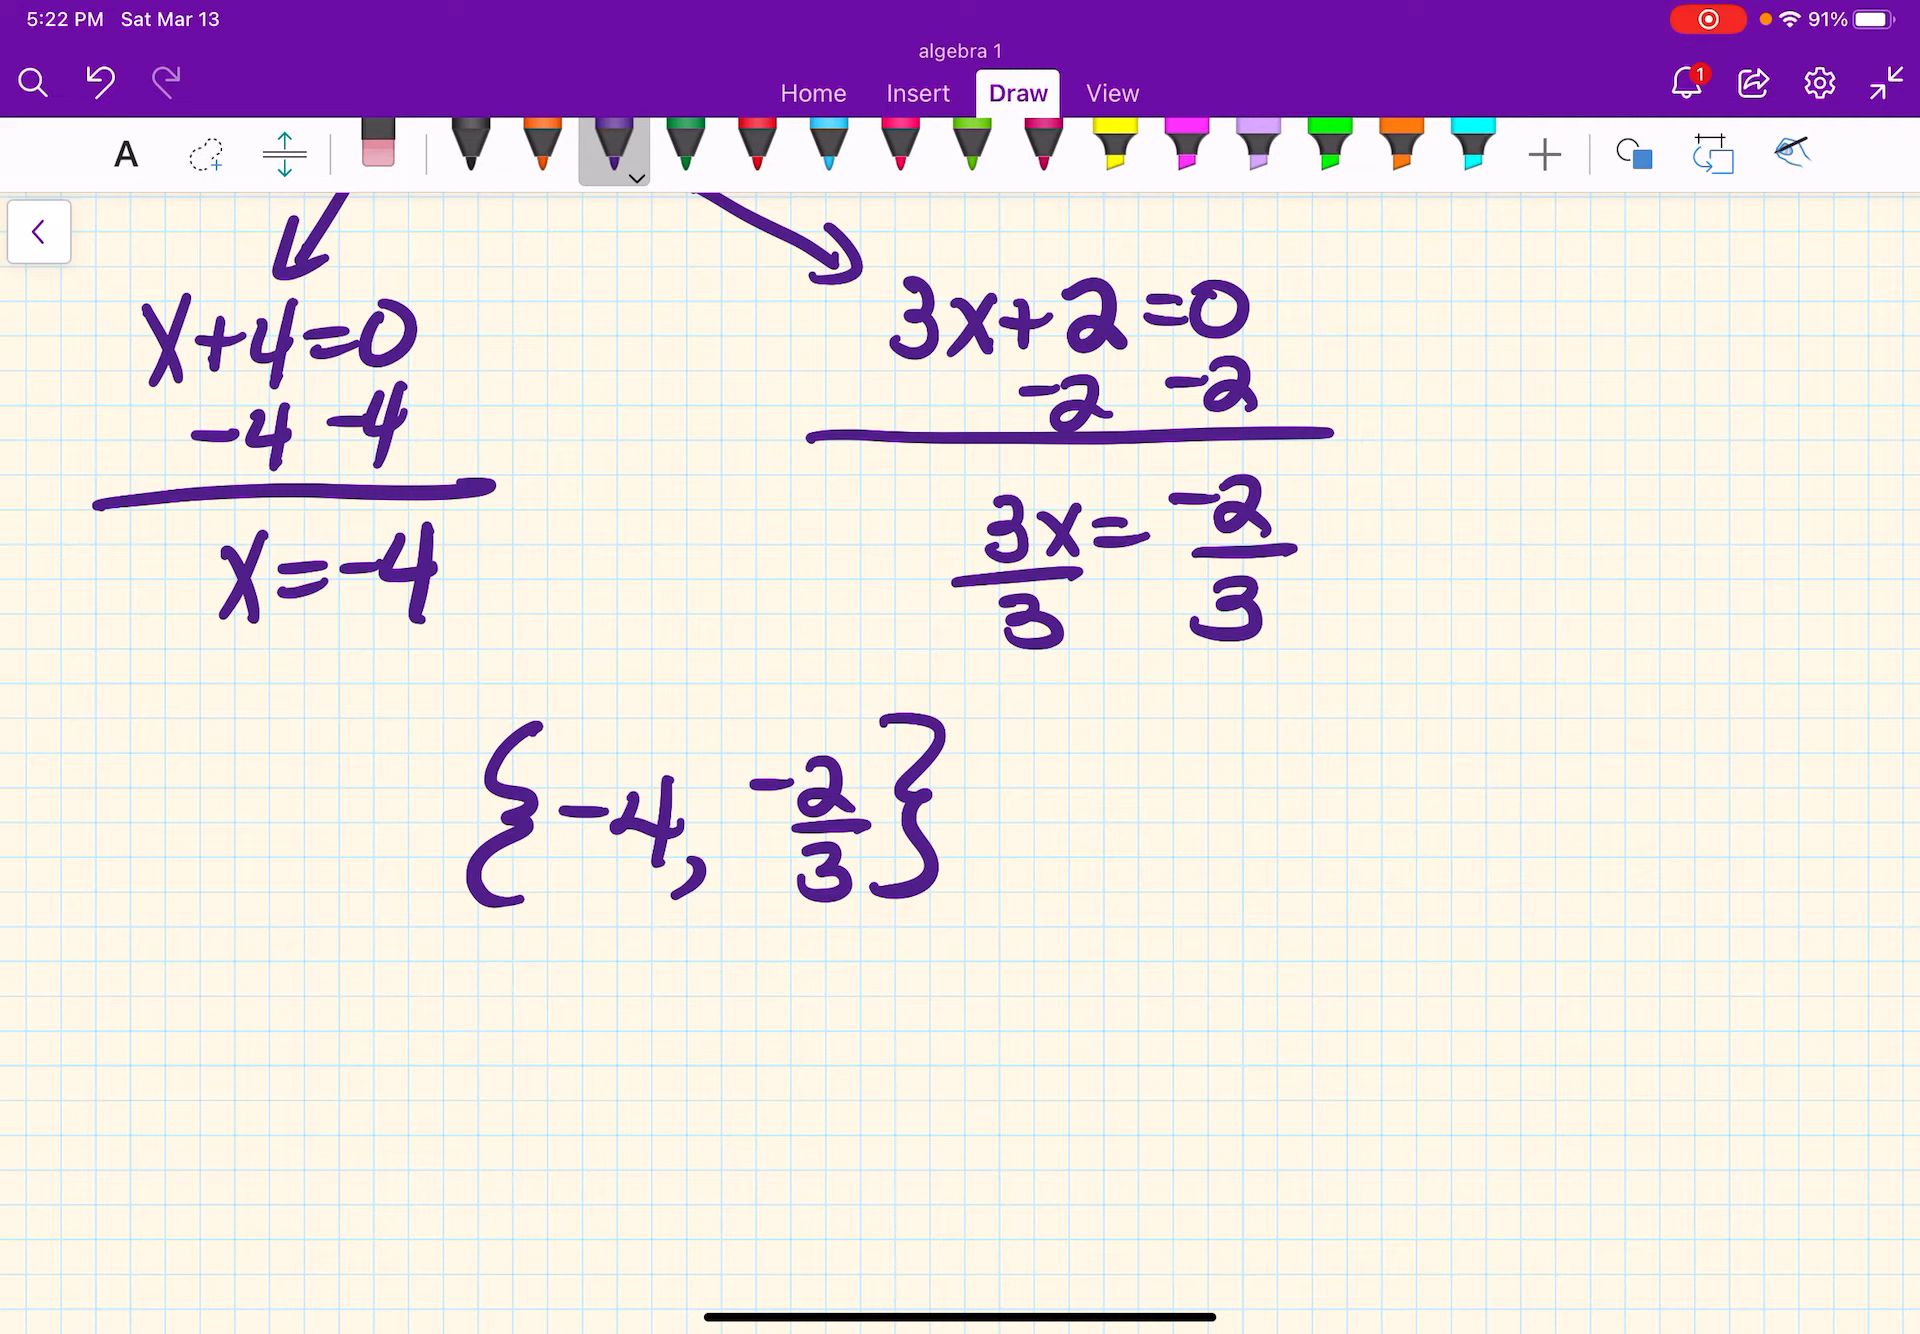 5:22 PM Sat Mar 13
91%
algebra 1
Home Insert Draw View
1
A
x+4=0
-4 -4
x=-4
3x+2=0
-2 -2
3x= -2
3 3
{-4, -2/3}